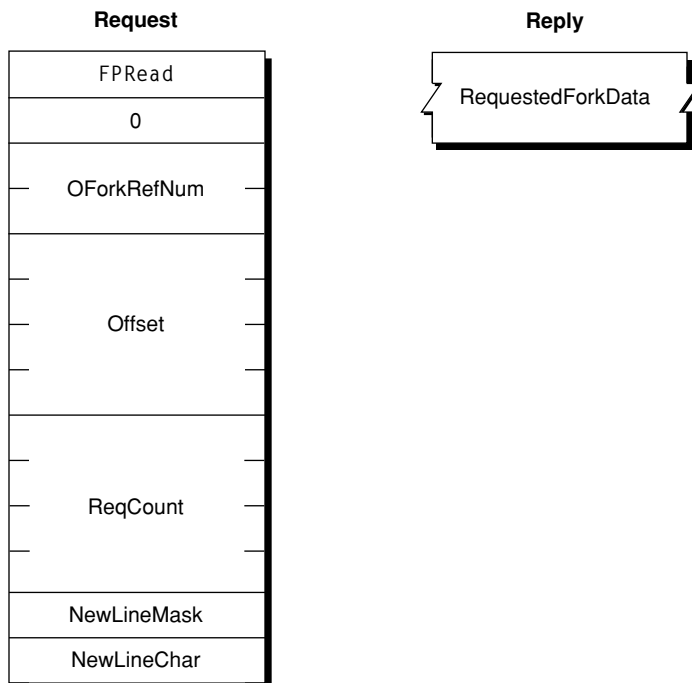 Request
FPRead
0
OForkRefNum
Offset
ReqCount
NewLineMask
NewLineChar
Reply
RequestedForkData